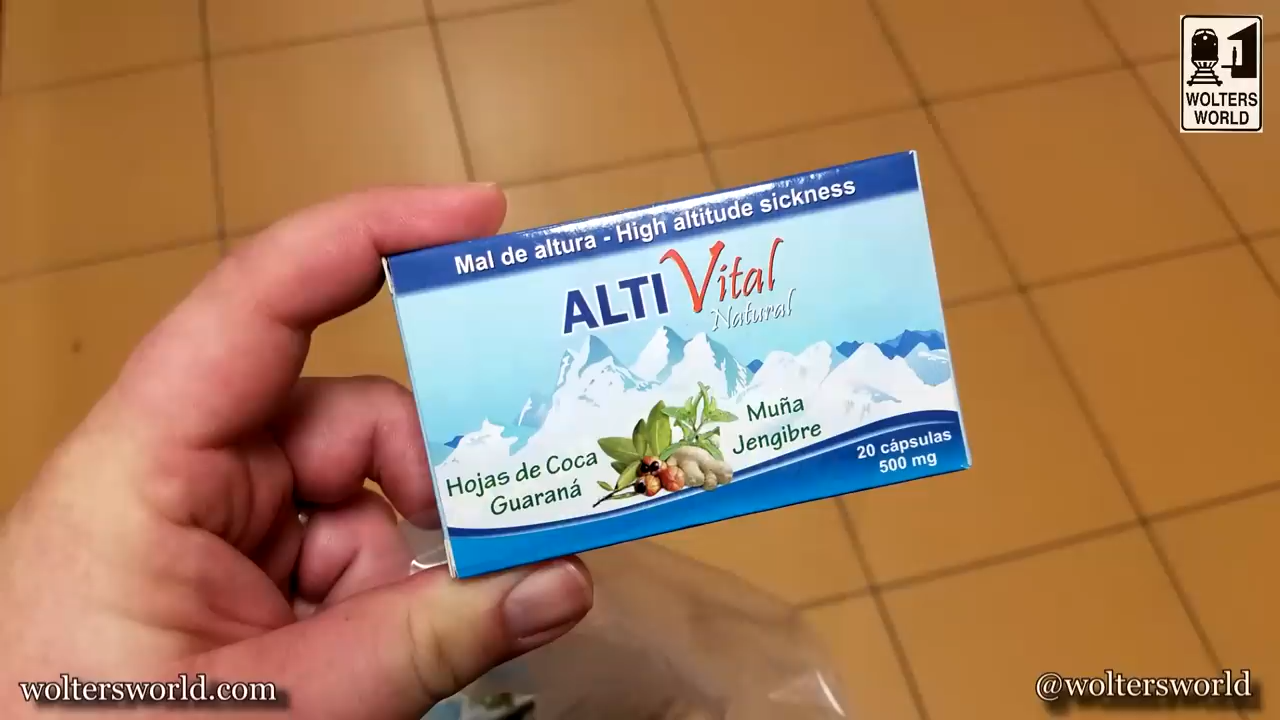 WOLTERS
WORLD
Mal de altura - High altitude sickness
ALTI Vital
Natural
Muña
Jengibre
Hojas de Coca
Guaraná
20 cápsulas
500 mg
woltersworld.com
@woltersworld